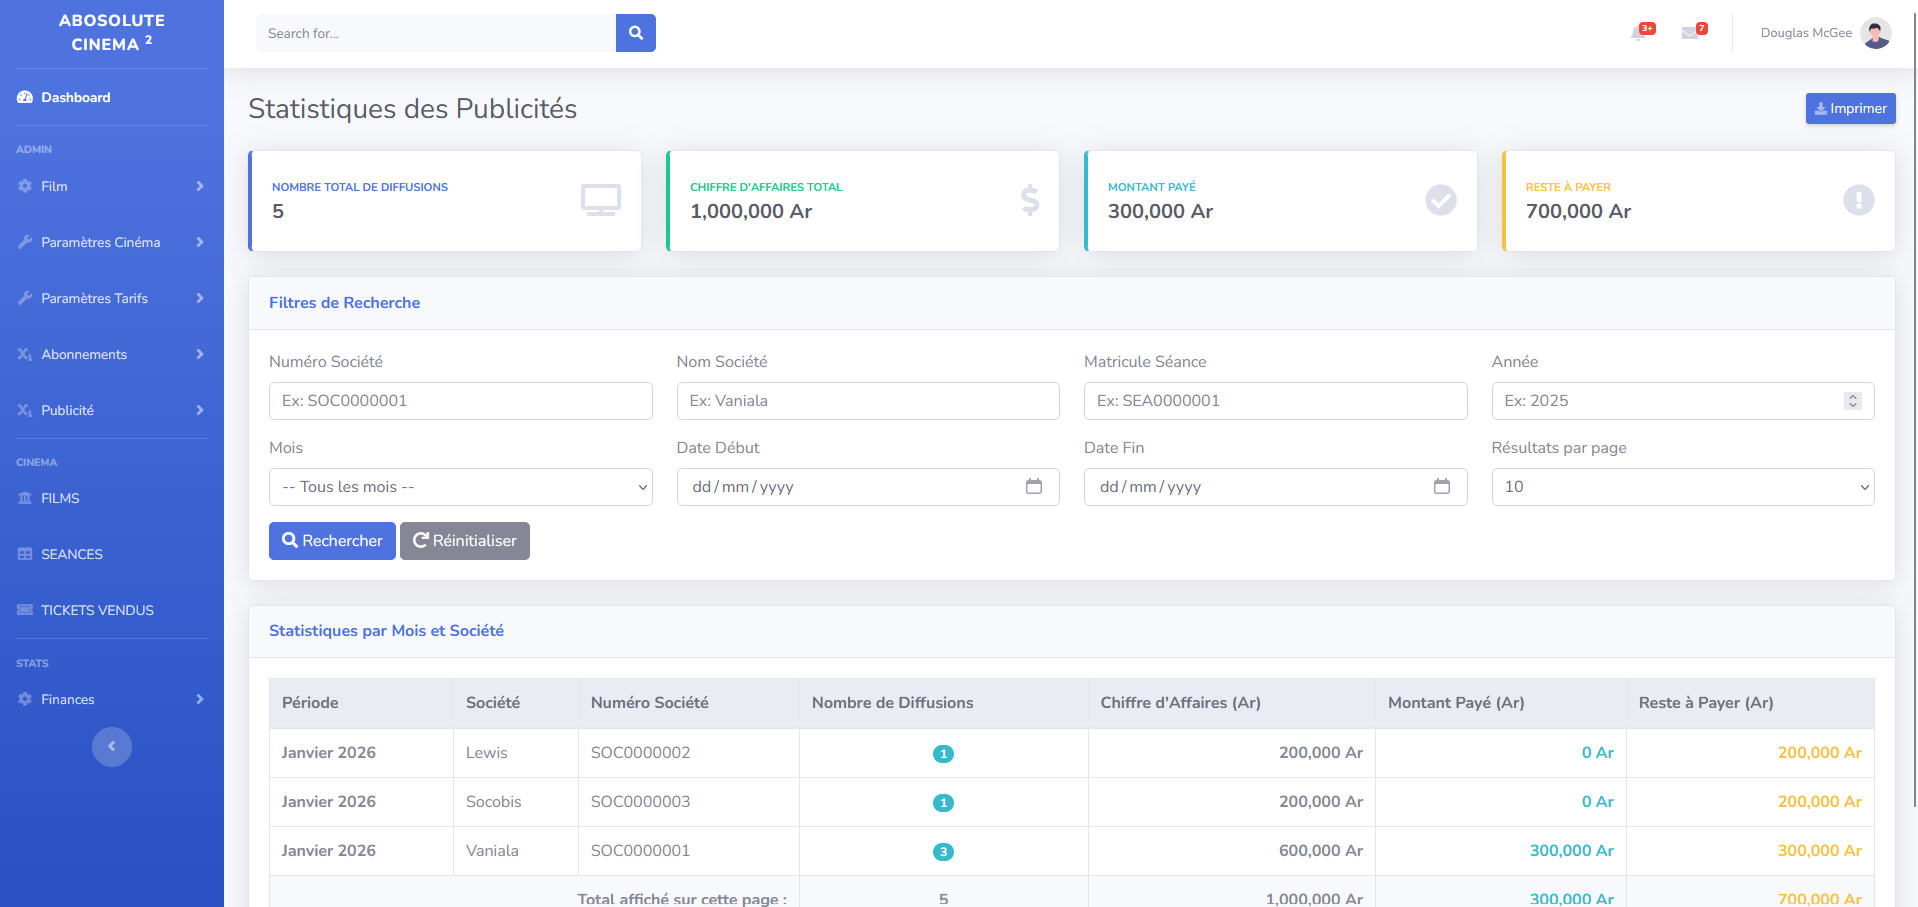 ABOSOLUTE
CINEMA 2
Dashboard
ADMIN
Film
Paramètres Cinéma
Paramètres Tarifs
Abonnements
Publicité
CINEMA
FILMS
SEANCES
TICKETS VENDUS
STATS
Finances
Search for...
3+
7
Douglas McGee
Statistiques des Publicités
Imprimer
NOMBRE TOTAL DE DIFFUSIONS
5
CHIFFRE D'AFFAIRES TOTAL
1,000,000 Ar
MONTANT PAYÉ
300,000 Ar
RESTE À PAYER
700,000 Ar
Filtres de Recherche
Numéro Société
Ex: SOC0000001
Nom Société
Ex: Vaniala
Matricule Séance
Ex: SEA0000001
Année
Ex: 2025
Mois
-- Tous les mois --
Date Début
dd/mm/yyyy
Date Fin
dd/mm/yyyy
Résultats par page
10
Rechercher
Réinitialiser
Statistiques par Mois et Société
Période Société Numéro Société Nombre de Diffusions Chiffre d'Affaires (Ar) Montant Payé (Ar) Reste à Payer (Ar)
Janvier 2026 Lewis SOC0000002 1 200,000 Ar 0 Ar 200,000 Ar
Janvier 2026 Socobis SOC0000003 1 200,000 Ar 0 Ar 200,000 Ar
Janvier 2026 Vaniala SOC0000001 3 600,000 Ar 300,000 Ar 300,000 Ar
Total affiché sur cette page : 5 1,000,000 Ar 300,000 Ar 700,000 Ar